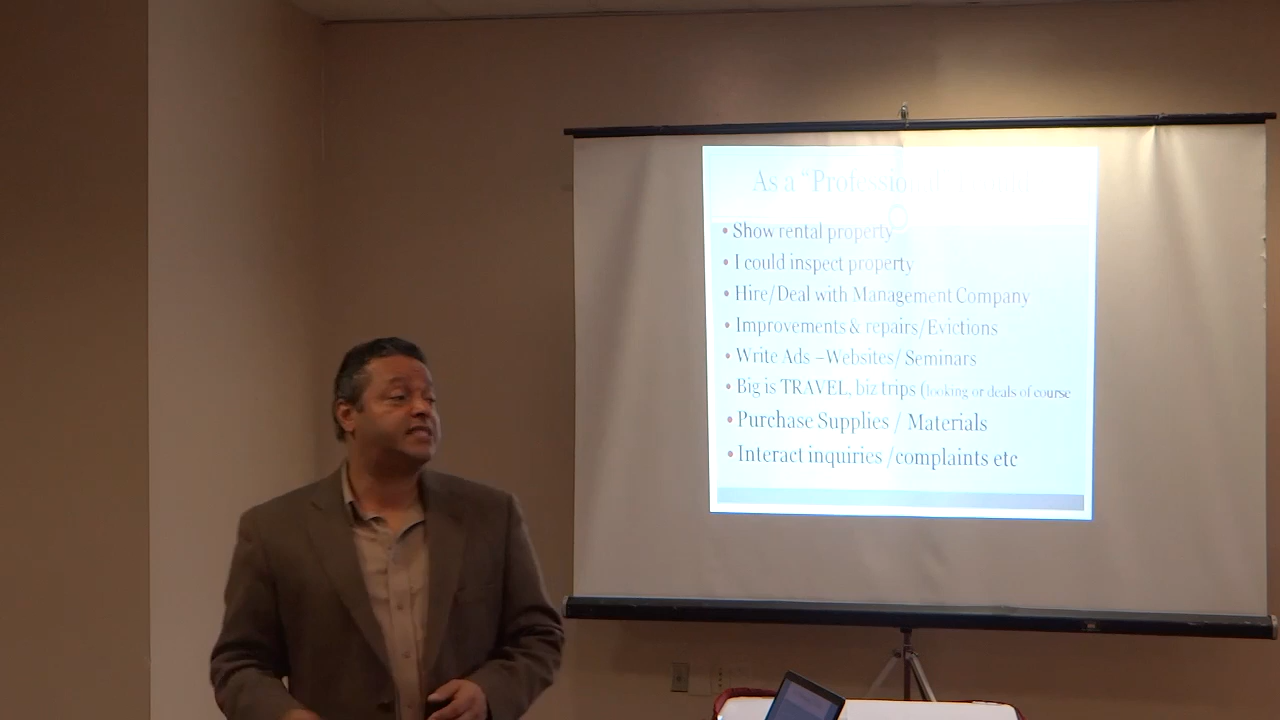 As a “Professional
• Show rental property
• I could inspect property
• Hire/Deal with Management Company
• Improvements & repairs/Evictions
• Write Ads –Websites/ Seminars
• Big is TRAVEL, biz trips (looking or deals of course
• Purchase Supplies / Materials
• Interact inquiries /complaints etc